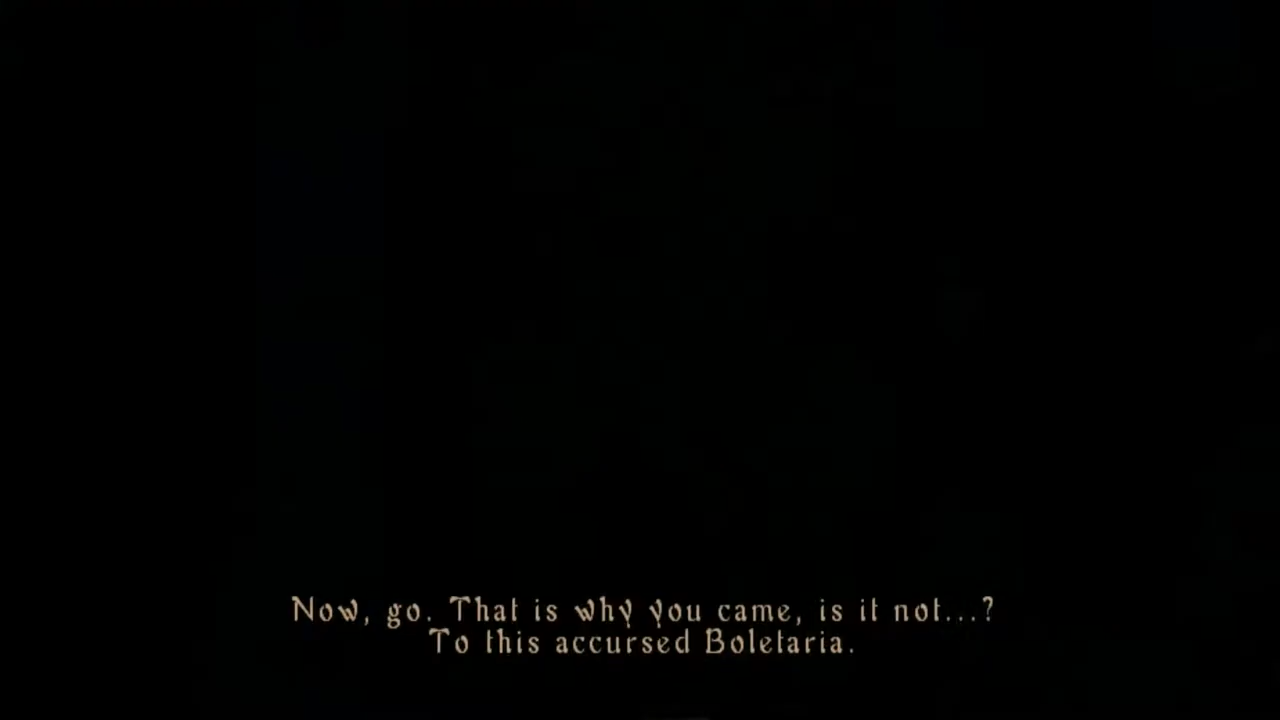 Now, go. That is why you came, is it not...?
To this accursed Boletaria.